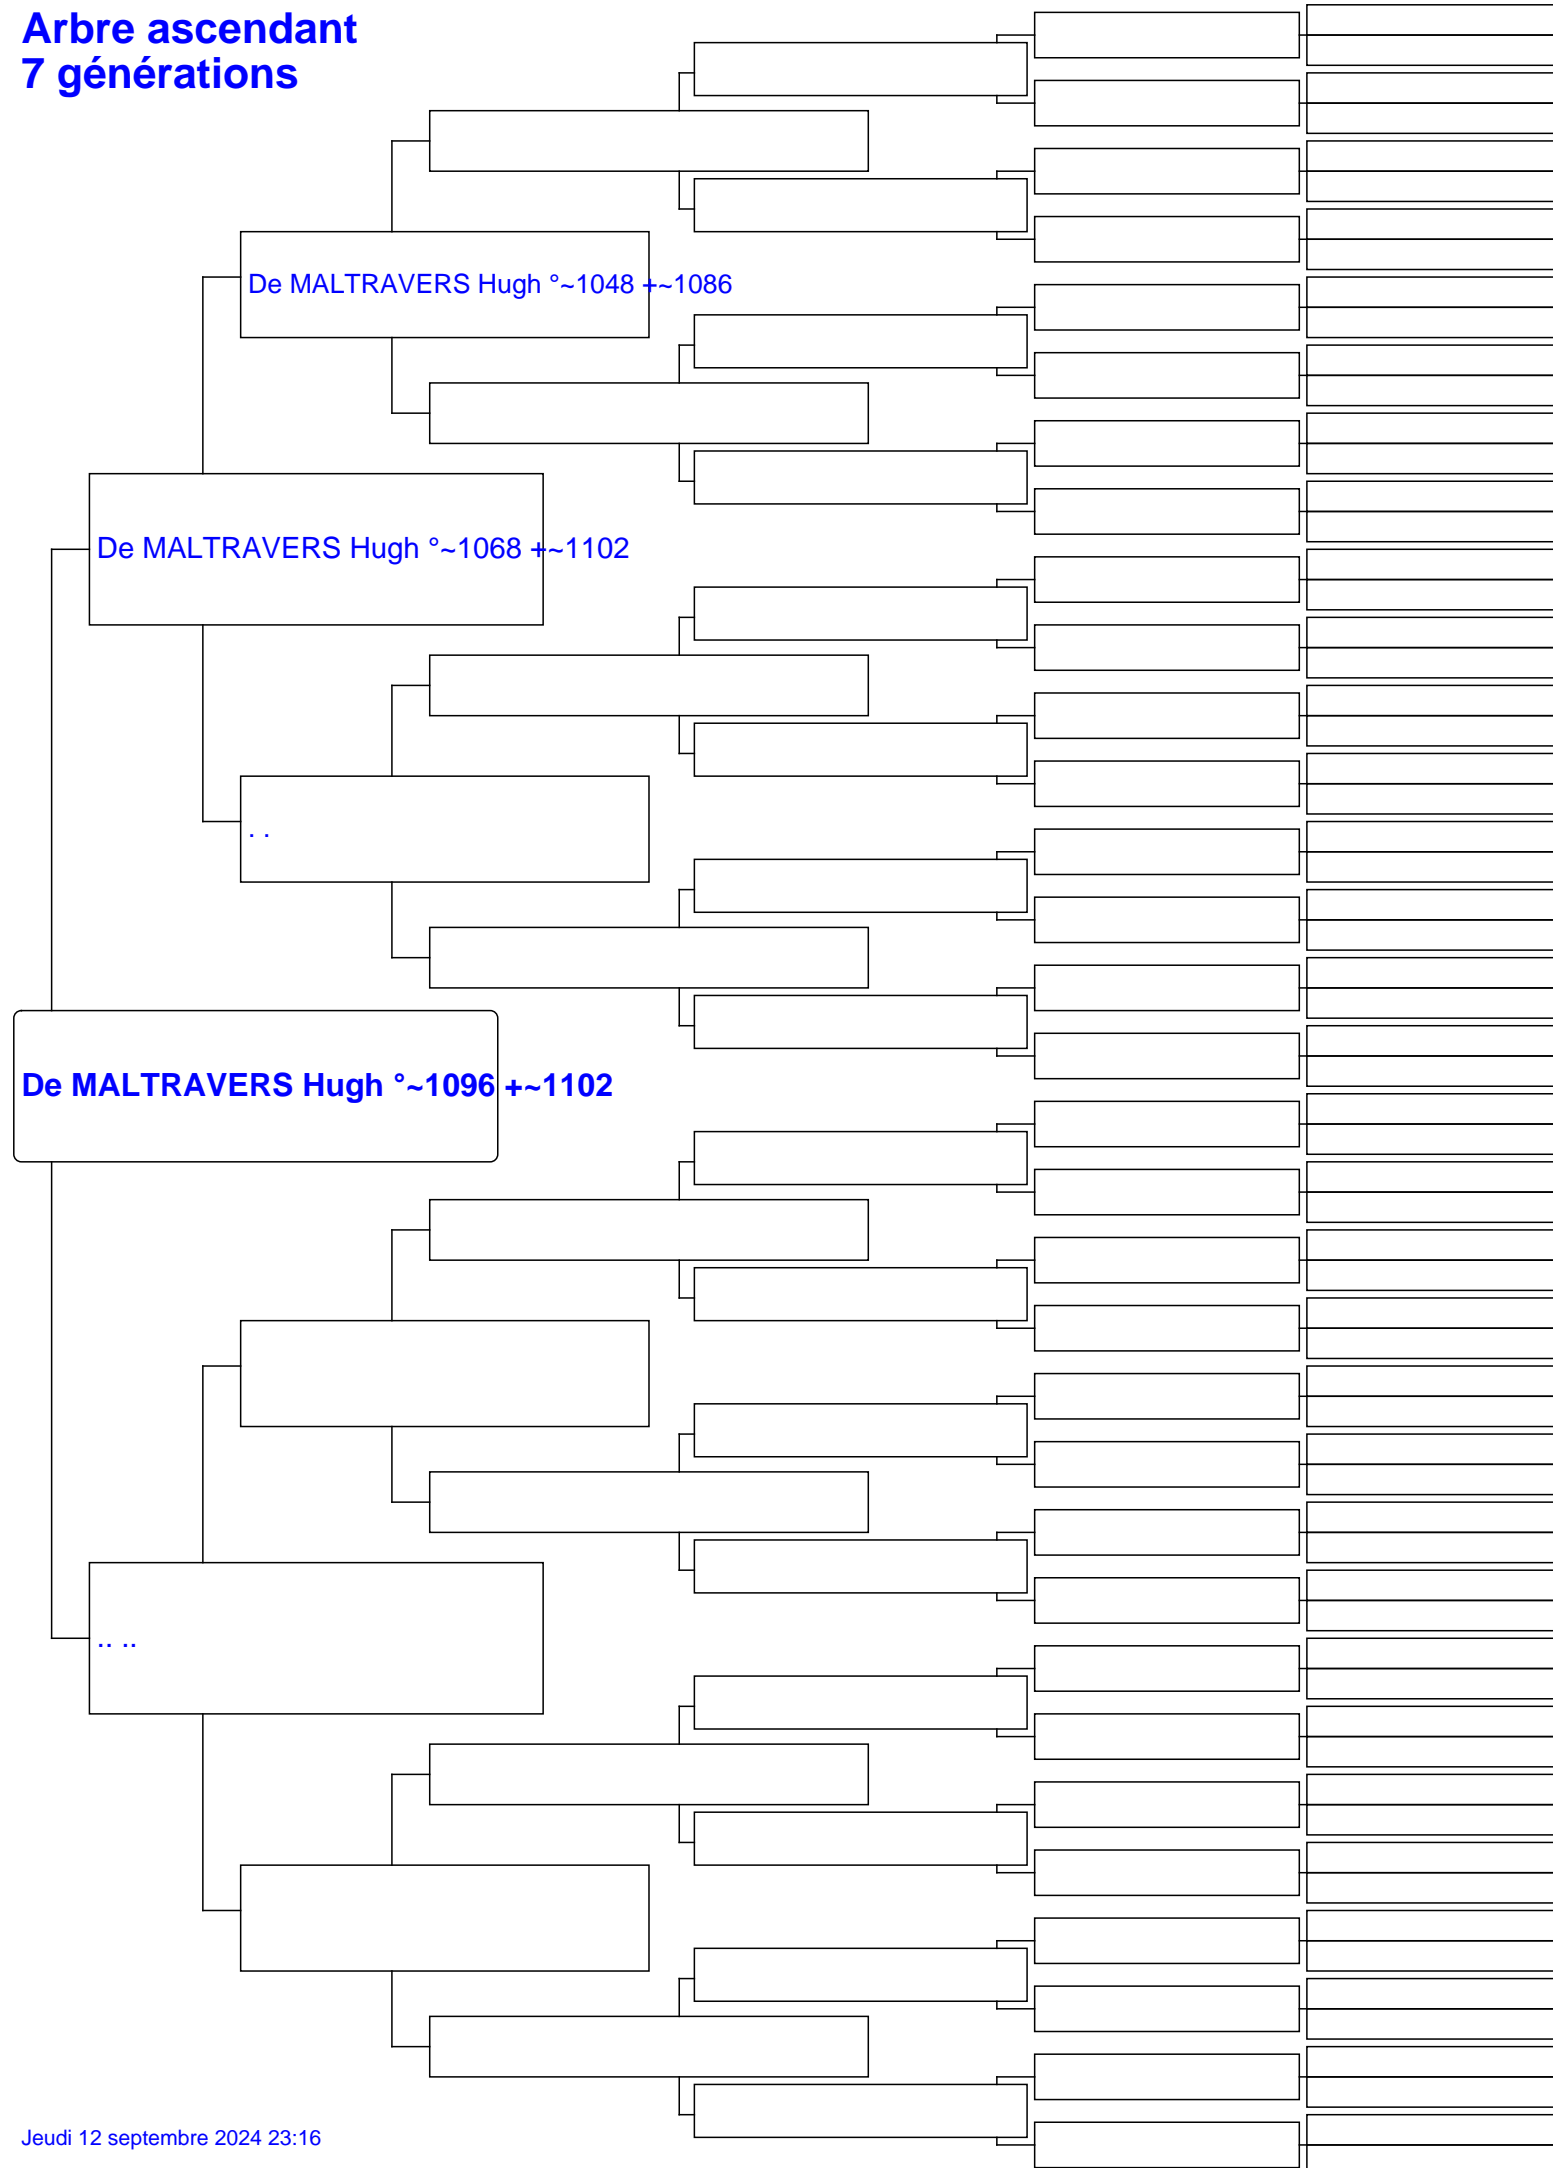 Arbre ascendant
7 générations
De MALTRAVERS Hugh °~1048 +~1086
De MALTRAVERS Hugh °~1068 +~1102
. .
De MALTRAVERS Hugh °~1096 +~1102
.. ..
Jeudi 12 septembre 2024 23:16